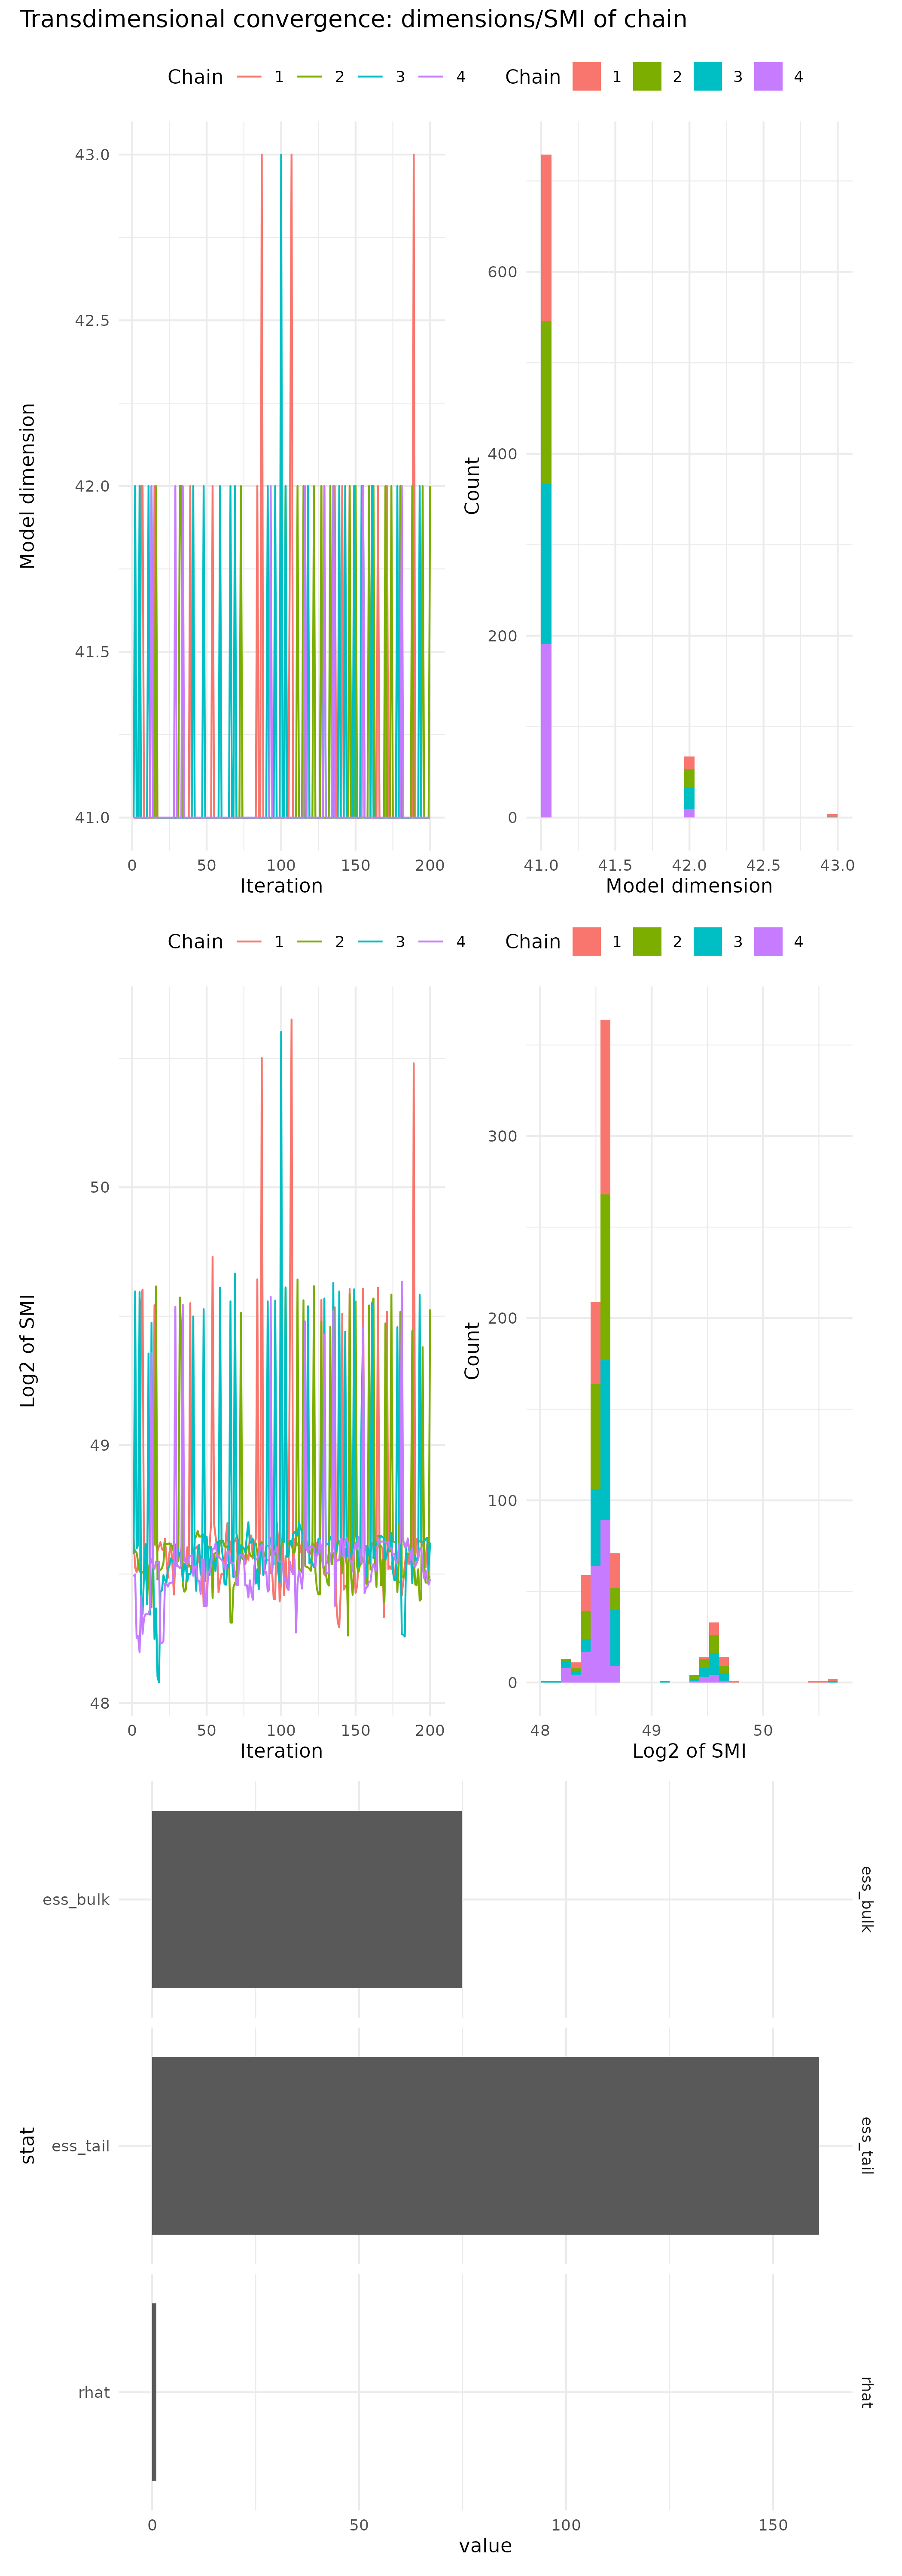 Transdimensional convergence: dimensions/SMI of chain
Chain 1 2 3 4 Chain 1 2 3 4
43.0
42.5
42.0
41.5
41.0
Model dimension
0 50 100 150 200
Iteration
600
400
200
0
Count
41.0 41.5 42.0 42.5 43.0
Model dimension
Chain 1 2 3 4 Chain 1 2 3 4
50
49
48
Log2 of SMI
0 50 100 150 200
Iteration
300
200
100
0
Count
48 49 50
Log2 of SMI
ess_bulk
ess_bulk
stat
ess_tail
ess_tail
rhat
rhat
0 50 100 150
value